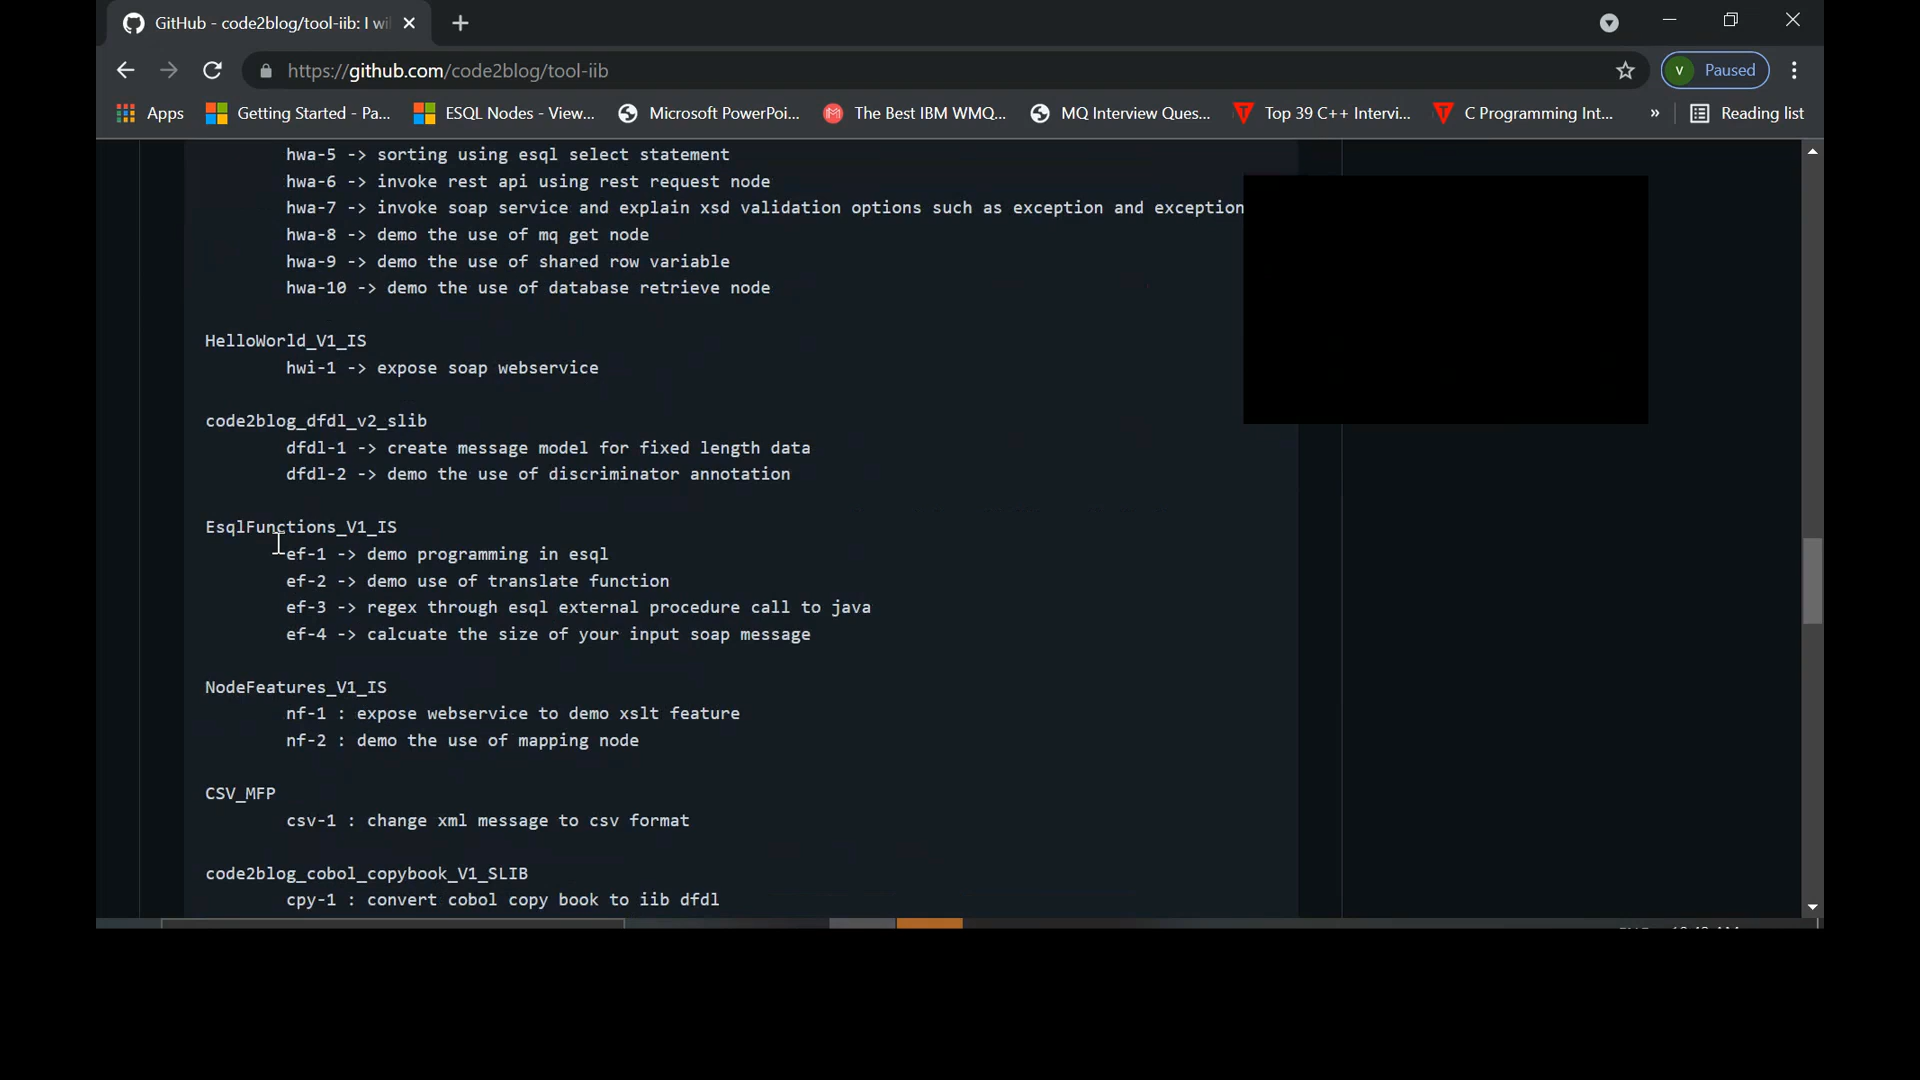 GitHub - code2blog/tool-iib: I wi
https://github.com/code2blog/tool-iib
V Paused
Apps Getting Started - Pa... ESQL Nodes - View... Microsoft PowerPoi... The Best IBM WMQ... MQ Interview Ques... Top 39 C++ Intervi... C Programming Int... » Reading list
hwa-5 -> sorting using esql select statement
hwa-6 -> invoke rest api using rest request node
hwa-7 -> invoke soap service and explain xsd validation options such as exception and exception
hwa-8 -> demo the use of mq get node
hwa-9 -> demo the use of shared row variable
hwa-10 -> demo the use of database retrieve node
HelloWorld_V1_IS
hwi-1 -> expose soap webservice
code2blog_dfdl_v2_slib
dfdl-1 -> create message model for fixed length data
dfdl-2 -> demo the use of discriminator annotation
EsqlFunctions_V1_IS
ef-1 -> demo programming in esql
ef-2 -> demo use of translate function
ef-3 -> regex through esql external procedure call to java
ef-4 -> calcuate the size of your input soap message
NodeFeatures_V1_IS
nf-1 : expose webservice to demo xslt feature
nf-2 : demo the use of mapping node
CSV_MFP
csv-1 : change xml message to csv format
code2blog_cobol_copybook_V1_SLIB
cpy-1 : convert cobol copy book to iib dfdl